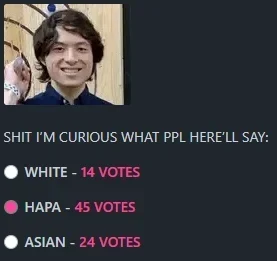 SHIT I'M CURIOUS WHAT PPL HERE'LL SAY:
WHITE - 14 VOTES
HAPA - 45 VOTES
ASIAN - 24 VOTES